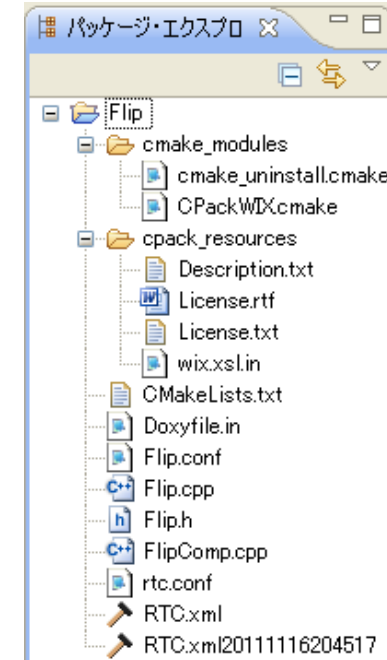 パッケージ・エクスプロ
Flip
cmake_modules
cmake_uninstall.cmake
CPackWIX.cmake
cpack_resources
Description.txt
License.rtf
License.txt
wix.xsl.in
CMakeLists.txt
Doxyfile.in
Flip.conf
Flip.cpp
Flip.h
FlipComp.cpp
rtc.conf
RTC.xml
RTC.xml20111116204517